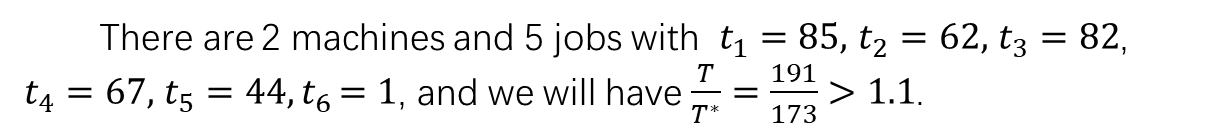 There are 2 machines and 5 jobs with t₁ = 85, t₂ = 62, t₃ = 82,
t₄ = 67, t₅ = 44, t₆ = 1, and we will have T/T* = 191/173 > 1.1.